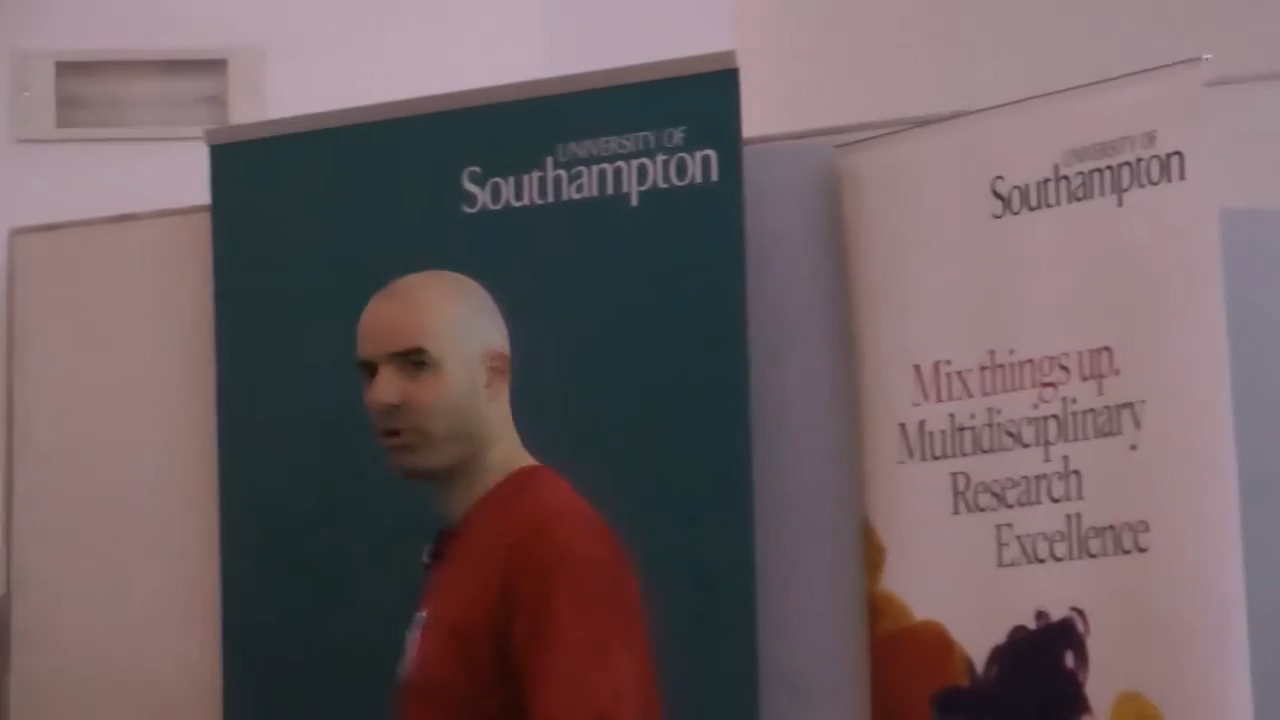 UNIVERSITY OF
Southampton
UNIVERSITY OF
Southampton
Mix things up.
Multidisciplinary
Research
Excellence